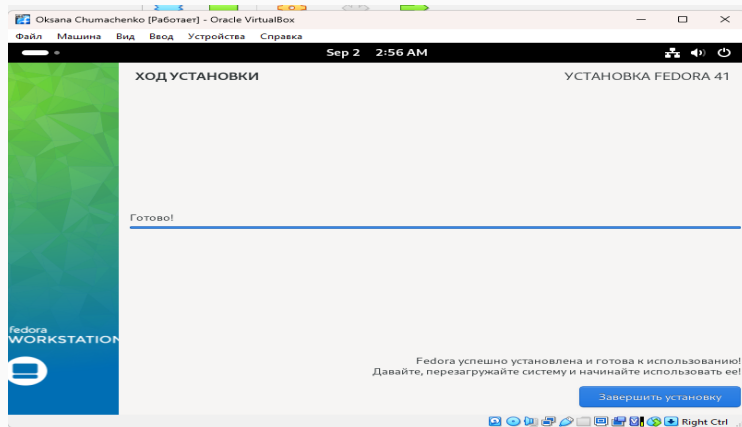 Oksana Chumachenko [Работает] - Oracle VirtualBox
Файл Машина Вид Ввод Устройства Справка
Sep 2 2:56 AM
ХОД УСТАНОВКИ УСТАНОВКА FEDORA 41
Готово!
fedora
WORKSTATION
Fedora успешно установлена и готова к использованию!
Давайте, перезагружайте систему и начинайте использовать ее!
Завершить установку
Right Ctrl